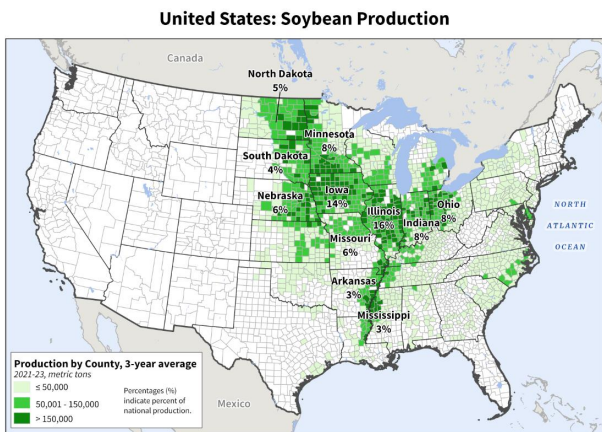 United States: Soybean Production
Canada
North Dakota
5%
Minnesota
8%
South Dakota
4%
Nebraska
6%
Iowa
14%
Illinois
16%
Indiana
8%
Ohio
8%
Missouri
6%
Arkansas
3%
Mississippi
3%
NORTH
ATLANTIC
OCEAN
Mexico
Production by County, 3-year average
2021-23, metric tons
≤ 50,000
50,001 - 150,000
> 150,000
Percentages (%)
indicate percent of
national production.